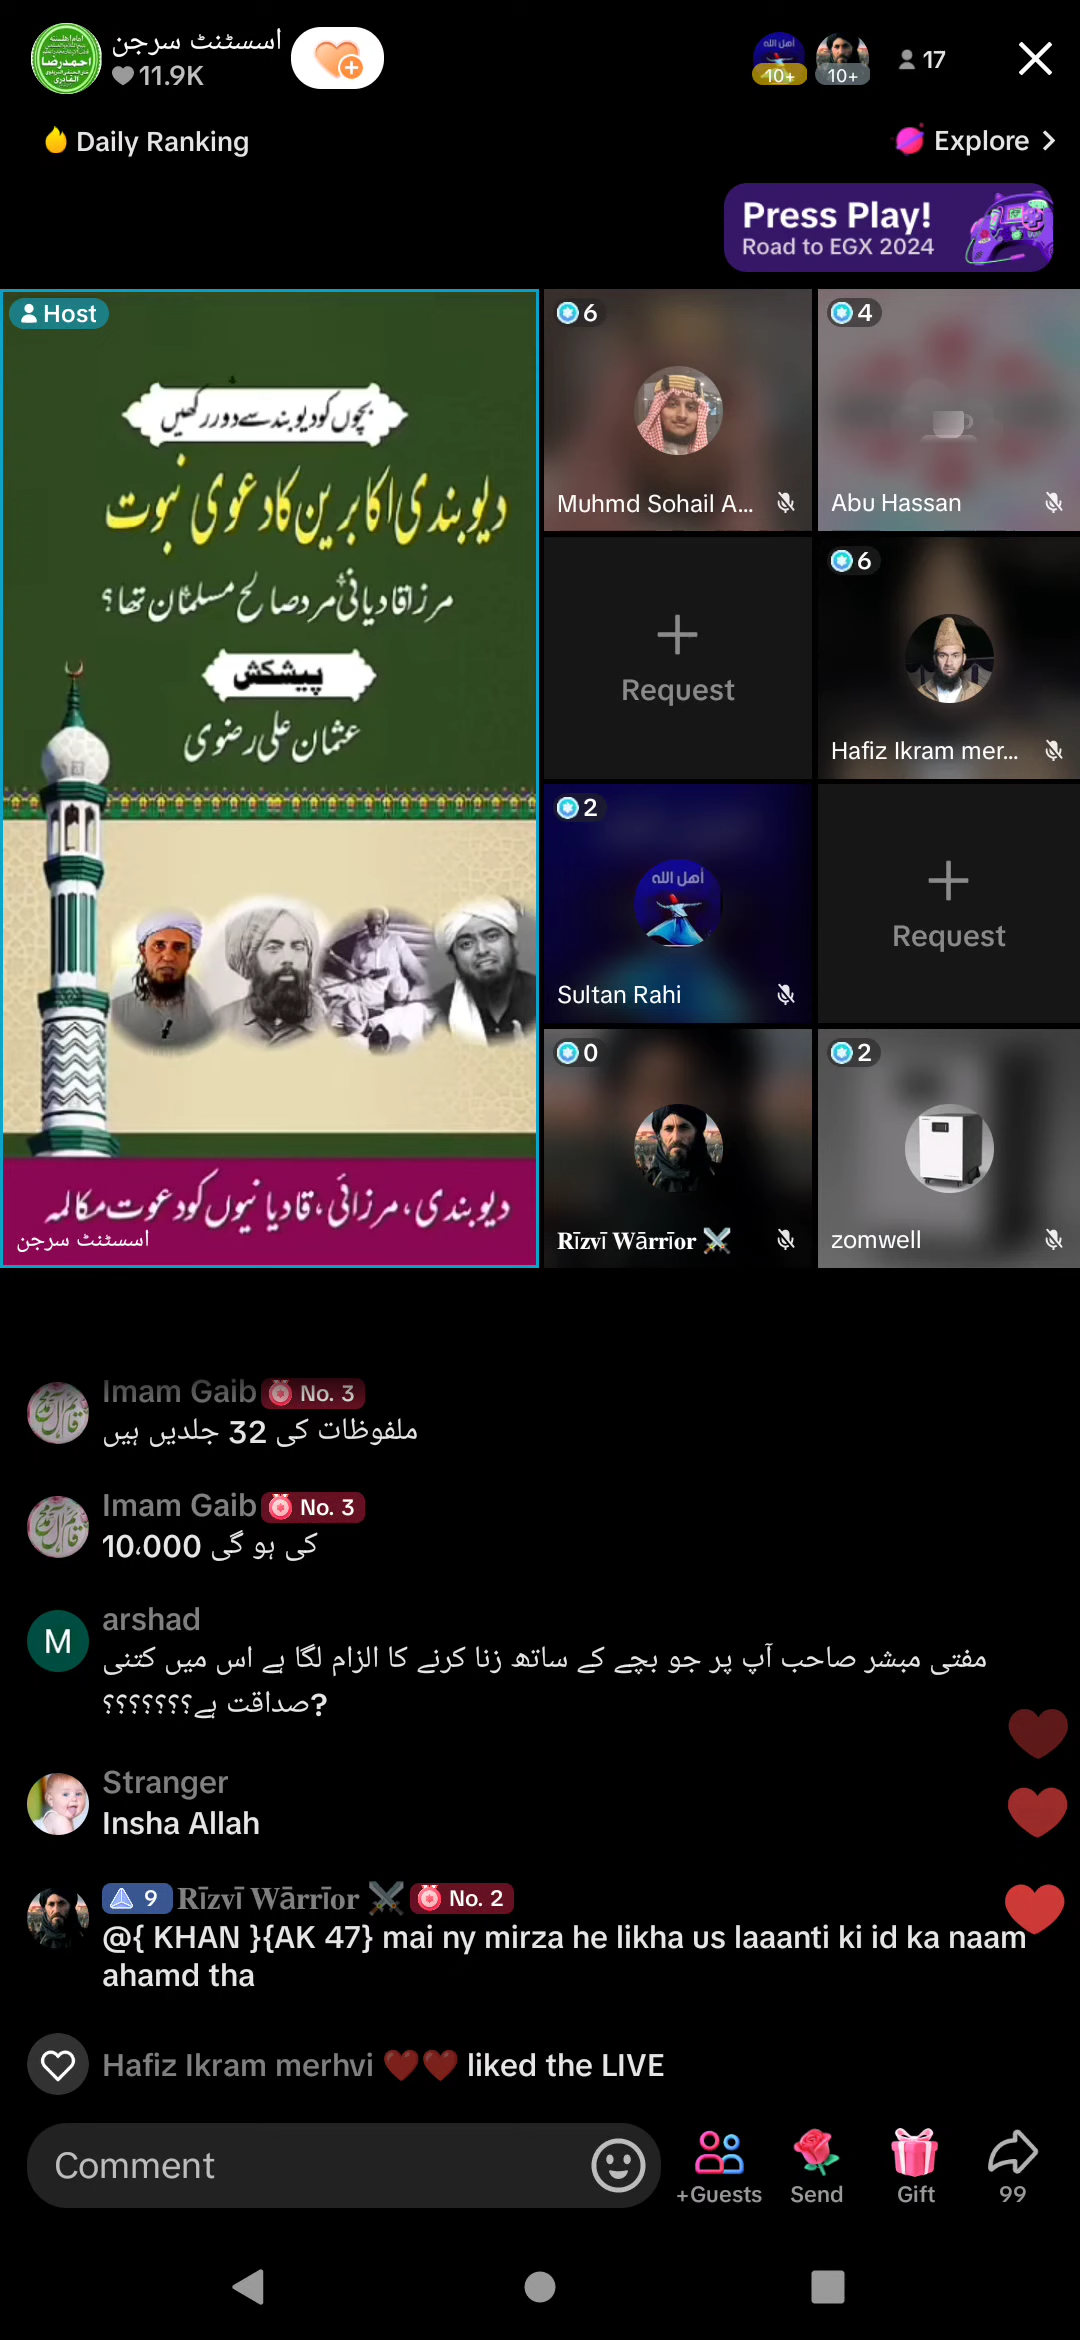 اسسٹنٹ سرجن
11.9K
10+
10+
17
Daily Ranking
Explore
Press Play!
Road to EGX 2024
Host
بچوں کو دیوبند سے دور رکھیں
دیوبندی اکابرین کا دعوی نبوت
مرزا قادیانی مرد صالح مسلمان تھا؟
پیشکش
عثمان علی رضوی
دیوبندی، مرزائی، قادیانیوں کو دعوت مکالمہ
اسسٹنٹ سرجن
6
Muhmd Sohail A...
4
Abu Hassan
Request
6
Hafiz Ikram mer...
2
أهل الله
Sultan Rahi
Request
0
Rīzvī Wārrīor ⚔️
2
zomwell
Imam Gaib No. 3
ملفوظات کی 32 جلدیں ہیں
Imam Gaib No. 3
10،000 کی ہو گی
M
arshad
مفتی مبشر صاحب آپ پر جو بچے کے ساتھ زنا کرنے کا الزام لگا ہے اس میں کتنی
صداقت ہے؟؟؟؟؟؟؟?
Stranger
Insha Allah
9 Rīzvī Wārrīor ⚔️ No. 2
@{ KHAN }{AK 47} mai ny mirza he likha us laaanti ki id ka naam
ahamd tha
Hafiz Ikram merhvi ❤️❤️ liked the LIVE
Comment
+Guests
Send
Gift
99